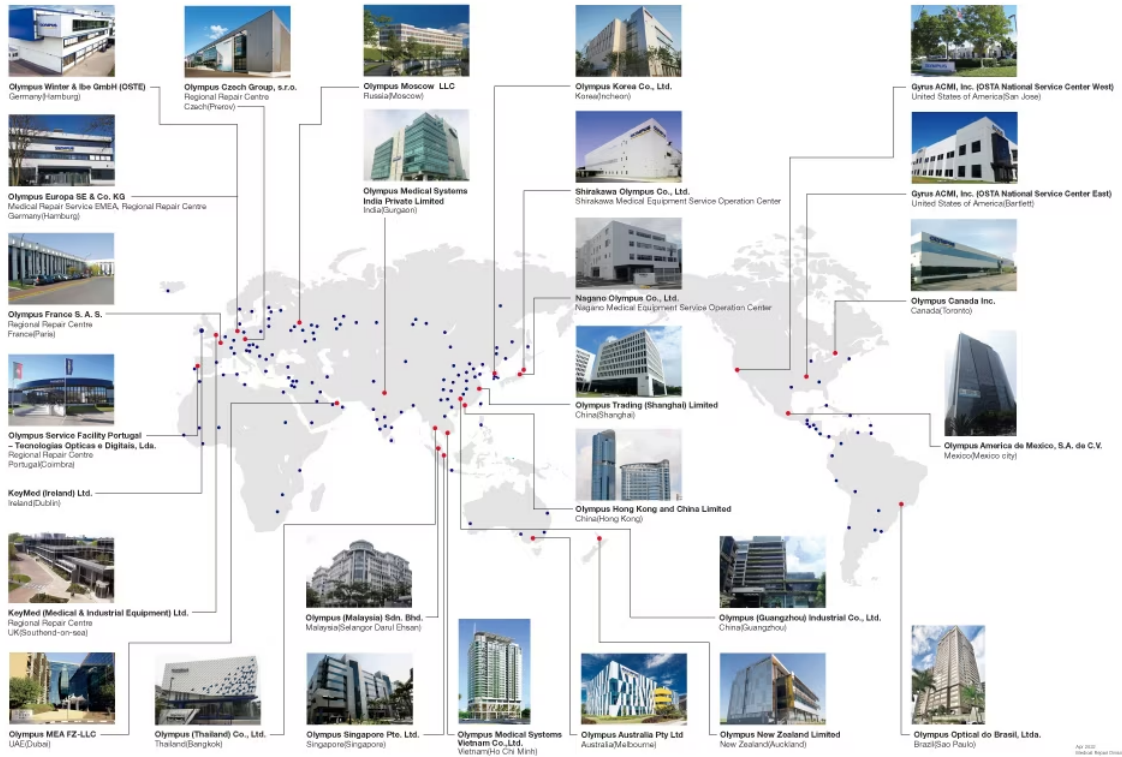 Olympus Winter & Ibe GmbH (OSTE)
Germany(Hamburg)
Olympus Czech Group, s.r.o.
Regional Repair Centre
Czech(Prerov)
Olympus Moscow LLC
Russia(Moscow)
Olympus Korea Co., Ltd.
Korea(Incheon)
Gyrus ACMI, Inc. (OSTA National Service Center West)
United States of America(San Jose)
Olympus Europa SE & Co. KG
Medical Repair Service EMEA, Regional Repair Centre
Germany(Hamburg)
Olympus Medical Systems
India Private Limited
India(Gurgaon)
Shirakawa Olympus Co., Ltd.
Shirakawa Medical Equipment Service Operation Center
Gyrus ACMI, Inc. (OSTA National Service Center East)
United States of America(Bartlett)
Olympus France S. A. S.
Regional Repair Centre
France(Paris)
Nagano Olympus Co., Ltd.
Nagano Medical Equipment Service Operation Center
Olympus Canada Inc.
Canada(Toronto)
Olympus Trading (Shanghai) Limited
China(Shanghai)
Olympus Service Facility Portugal
– Tecnologias Opticas e Digitais, Lda.
Regional Repair Centre
Portugal(Coimbra)
Olympus America de Mexico, S.A. de C.V.
Mexico(Mexico city)
KeyMed (Ireland) Ltd.
Ireland(Dublin)
Olympus Hong Kong and China Limited
China(Hong Kong)
KeyMed (Medical & Industrial Equipment) Ltd.
Regional Repair Centre
UK(Southend-on-sea)
Olympus (Malaysia) Sdn. Bhd.
Malaysia(Selangor Darul Ehsan)
Olympus (Guangzhou) Industrial Co., Ltd.
China(Guangzhou)
Olympus MEA FZ-LLC
UAE(Dubai)
Olympus (Thailand) Co., Ltd.
Thailand(Bangkok)
Olympus Singapore Pte. Ltd.
Singapore(Singapore)
Olympus Medical Systems
Vietnam Co.,Ltd.
Vietnam(Ho Chi Minh)
Olympus Australia Pty Ltd
Australia(Melbourne)
Olympus New Zealand Limited
New Zealand(Auckland)
Olympus Optical do Brasil, Ltda.
Brazil(Sao Paulo)
Medical Repair